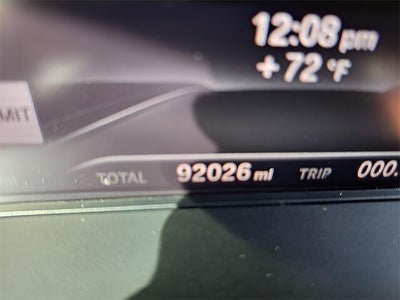 12:08 pm
+72 °F
MIT
TOTAL 92026 mi TRIP 000.